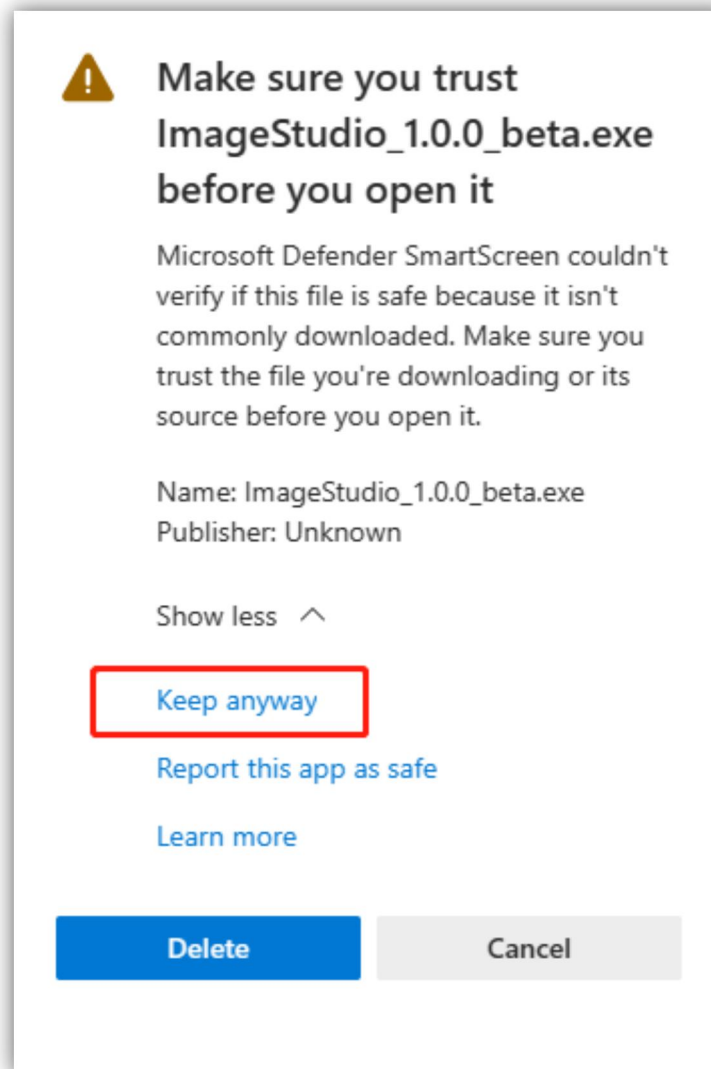 Make sure you trust
ImageStudio_1.0.0_beta.exe
before you open it
Microsoft Defender SmartScreen couldn't
verify if this file is safe because it isn't
commonly downloaded. Make sure you
trust the file you're downloading or its
source before you open it.
Name: ImageStudio_1.0.0_beta.exe
Publisher: Unknown
Show less
Keep anyway
Report this app as safe
Learn more
Delete
Cancel